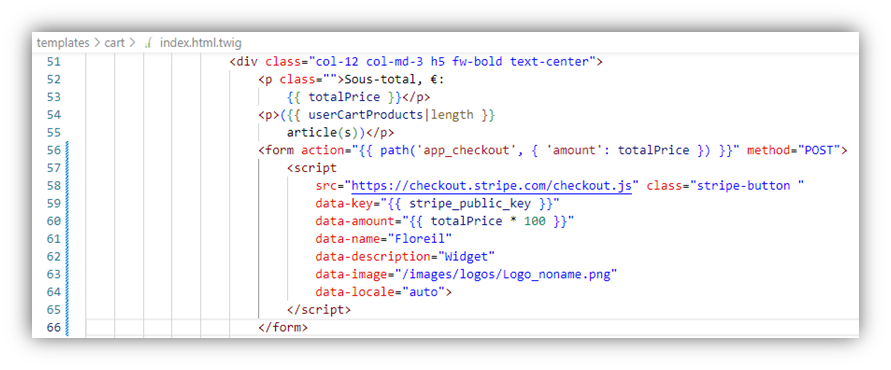 templates > cart > index.html.twig
51 <div class="col-12 col-md-3 h5 fw-bold text-center">
52 <p class="">Sous-total, €:
53 {{ totalPrice }}</p>
54 <p>({{ userCartProducts|length }}
55 article(s))</p>
56 <form action="{{ path('app_checkout', { 'amount': totalPrice }) }}" method="POST">
57 <script
58 src="https://checkout.stripe.com/checkout.js" class="stripe-button "
59 data-key="{{ stripe_public_key }}"
60 data-amount="{{ totalPrice * 100 }}"
61 data-name="Floreil"
62 data-description="Widget"
63 data-image="/images/logos/Logo_noname.png"
64 data-locale="auto">
65 </script>
66 </form>